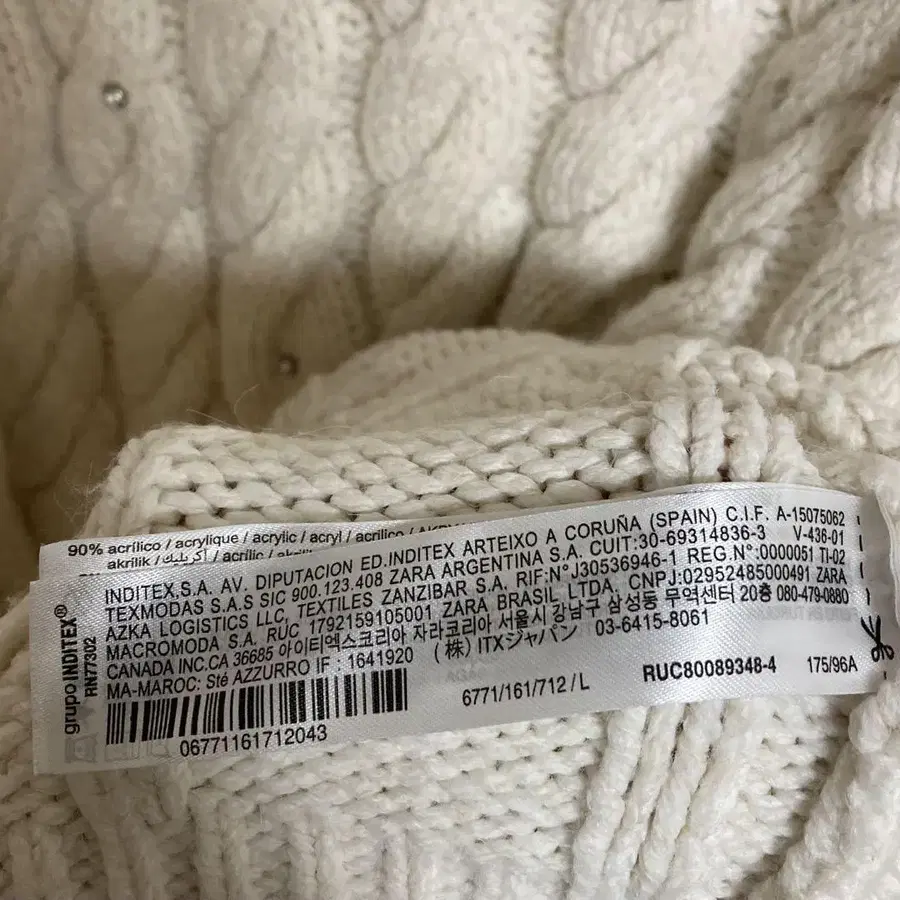 90% acrílico / acrylique / acrylic / acryl / acrilico /
akrilik / أكريليك / acrílic /
INDITEX,S.A. AV. DIPUTACION ED.INDITEX ARTEIXO A CORUÑA (SPAIN) C.I.F. A-15075062
TEXMODAS S.A.S SIC 900.123.408 ZARA ARGENTINA S.A. CUIT:30-69314836-3 V-436-01
AZKA LOGISTICS LLC, TEXTILES ZANZIBAR S.A. RIF:N°J30536946-1 REG.N°:0000051 TI-02
MACROMODA S.A. RUC 1792159105001 ZARA BRASIL LTDA. CNPJ:02952485000491 ZARA
CANADA INC.CA 36685 아이티엑스코리아 자라코리아 서울시 강남구 삼성동 무역센터 20층 080-479-0880
MA-MAROC: Sté AZZURRO IF : 1641920 (株) ITXジャパン 03-6415-8061
grupo INDITEX®
RN77302
06771161712043
6771/161/712/L
RUC80089348-4
175/96A